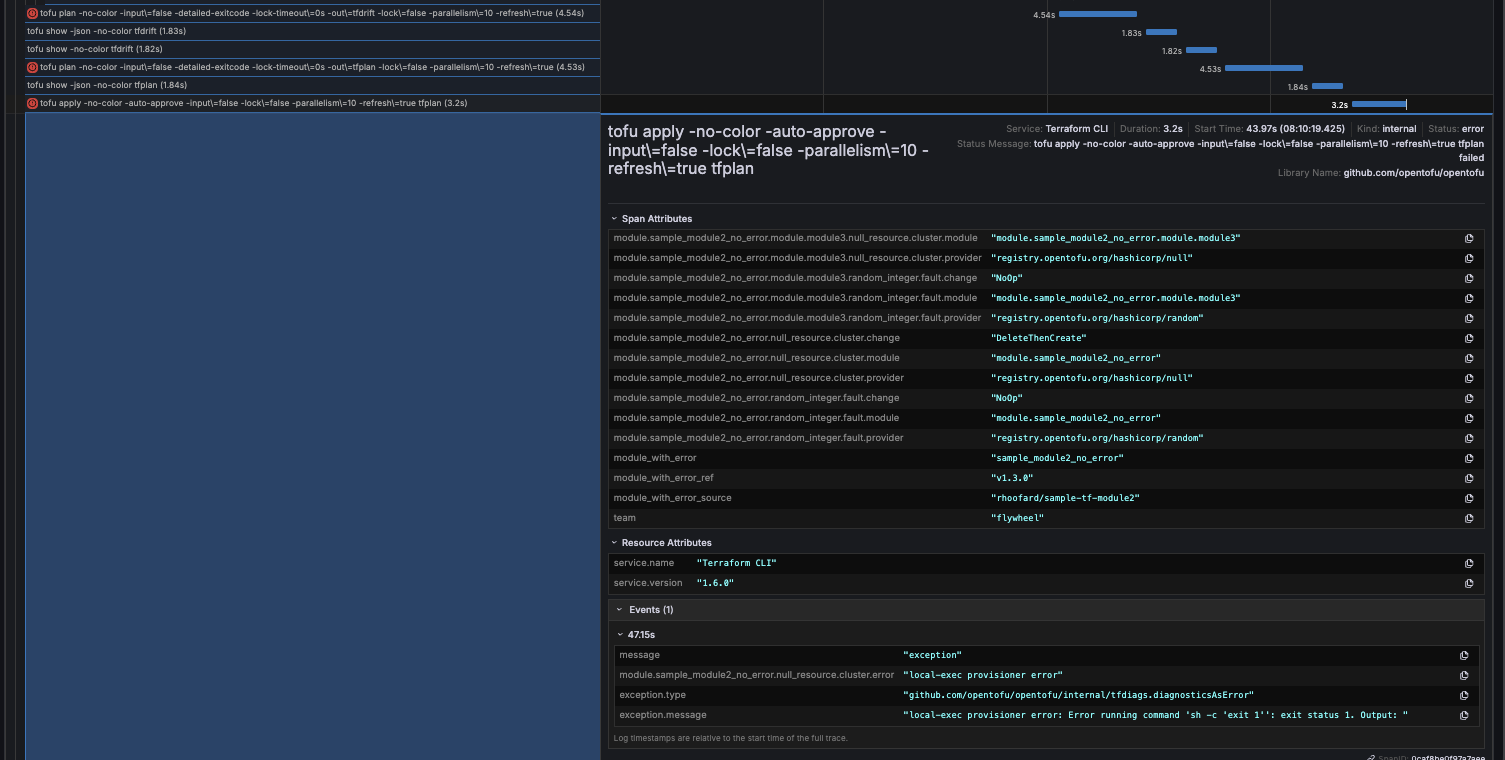 tofu plan -no-color -input\=false -detailed-exitcode -lock-timeout\=0s -out\=tfdrift -lock\=false -parallelism\=10 -refresh\=true (4.54s)
4.54s
tofu show -json -no-color tfdrift (1.83s)
1.83s
tofu show -no-color tfdrift (1.82s)
1.82s
tofu plan -no-color -input\=false -detailed-exitcode -lock-timeout\=0s -out\=tfplan -lock\=false -parallelism\=10 -refresh\=true (4.53s)
4.53s
tofu show -json -no-color tfplan (1.84s)
1.84s
tofu apply -no-color -auto-approve -input\=false -lock\=false -parallelism\=10 -refresh\=true tfplan (3.2s)
3.2s
tofu apply -no-color -auto-approve -
input\=false -lock\=false -parallelism\=10 -
refresh\=true tfplan
Service: Terraform CLI Duration: 3.2s Start Time: 43.97s (08:10:19.425) Kind: internal Status: error
Status Message: tofu apply -no-color -auto-approve -input\=false -lock\=false -parallelism\=10 -refresh\=true tfplan
failed
Library Name: github.com/opentofu/opentofu
Span Attributes
module.sample_module2_no_error.module.module3.null_resource.cluster.module "module.sample_module2_no_error.module.module3"
module.sample_module2_no_error.module.module3.null_resource.cluster.provider "registry.opentofu.org/hashicorp/null"
module.sample_module2_no_error.module.module3.random_integer.fault.change "NoOp"
module.sample_module2_no_error.module.module3.random_integer.fault.module "module.sample_module2_no_error.module.module3"
module.sample_module2_no_error.module.module3.random_integer.fault.provider "registry.opentofu.org/hashicorp/random"
module.sample_module2_no_error.null_resource.cluster.change "DeleteThenCreate"
module.sample_module2_no_error.null_resource.cluster.module "module.sample_module2_no_error"
module.sample_module2_no_error.null_resource.cluster.provider "registry.opentofu.org/hashicorp/null"
module.sample_module2_no_error.random_integer.fault.change "NoOp"
module.sample_module2_no_error.random_integer.fault.module "module.sample_module2_no_error"
module.sample_module2_no_error.random_integer.fault.provider "registry.opentofu.org/hashicorp/random"
module_with_error "sample_module2_no_error"
module_with_error_ref "v1.3.0"
module_with_error_source "rhoofard/sample-tf-module2"
team "flywheel"
Resource Attributes
service.name "Terraform CLI"
service.version "1.6.0"
Events (1)
47.15s
message "exception"
module.sample_module2_no_error.null_resource.cluster.error "local-exec provisioner error"
exception.type "github.com/opentofu/opentofu/internal/tfdiags.diagnosticsAsError"
exception.message "local-exec provisioner error: Error running command 'sh -c 'exit 1'': exit status 1. Output: "
Log timestamps are relative to the start time of the full trace.
SpanID: